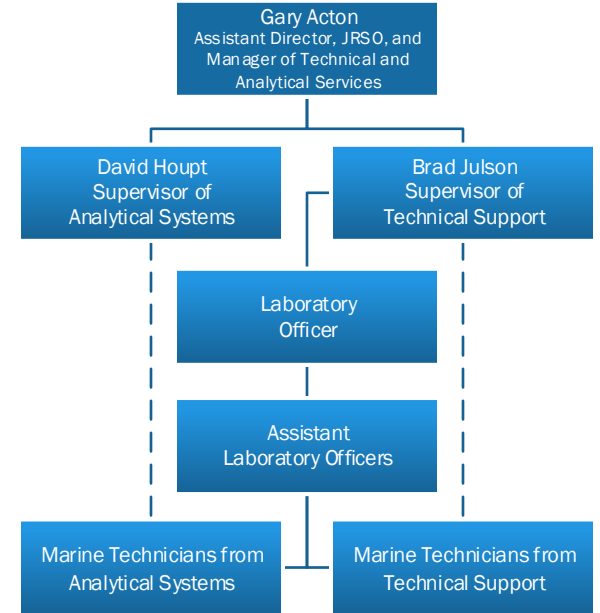 Gary Acton
Assistant Director, JRSO, and
Manager of Technical and
Analytical Services
David Houpt
Supervisor of
Analytical Systems
Brad Julson
Supervisor of
Technical Support
Laboratory
Officer
Assistant
Laboratory Officers
Marine Technicians from
Analytical Systems
Marine Technicians from
Technical Support